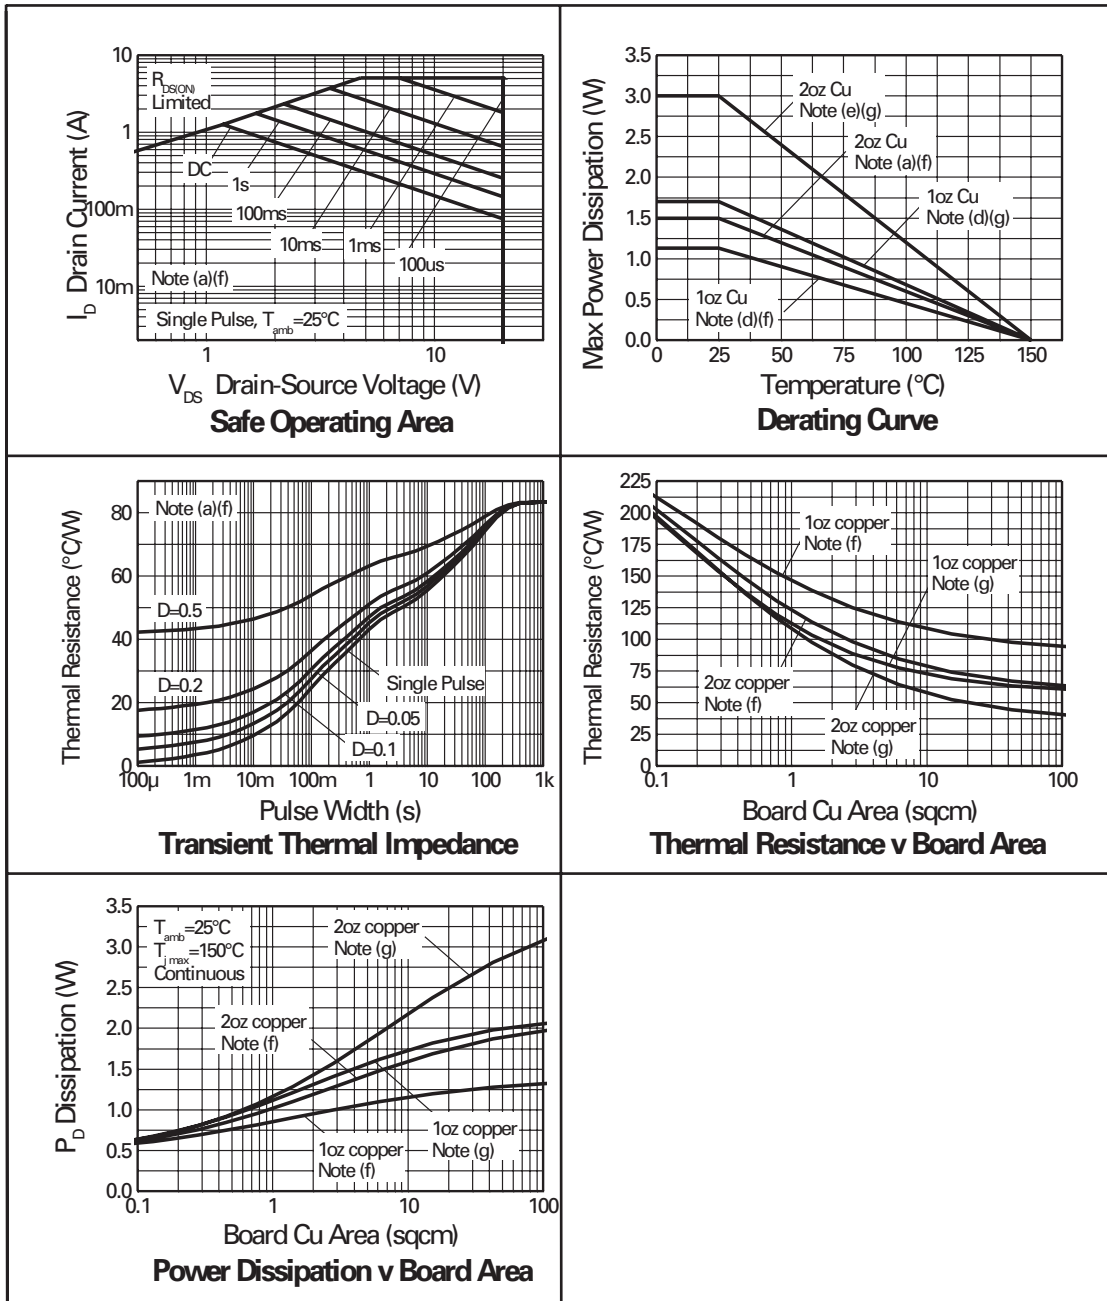 10
1
100m
10m
I_D Drain Current (A)
R_DS(ON)
Limited
DC
1s
100ms
10ms
1ms
100us
Note (a)(f)
Single Pulse, T_amb=25°C
1
10
V_DS Drain-Source Voltage (V)
Safe Operating Area
3.5
3.0
2.5
2.0
1.5
1.0
0.5
0.0
Max Power Dissipation (W)
2oz Cu
Note (e)(g)
2oz Cu
Note (a)(f)
1oz Cu
Note (d)(g)
1oz Cu
Note (d)(f)
0 25 50 75 100 125 150
Temperature (°C)
Derating Curve
80
60
40
20
0
Thermal Resistance (°C/W)
Note (a)(f)
D=0.5
D=0.2
Single Pulse
D=0.05
D=0.1
100µ 1m 10m 100m 1 10 100 1k
Pulse Width (s)
Transient Thermal Impedance
225
200
175
150
125
100
75
50
25
0
Thermal Resistance (°C/W)
1oz copper
Note (f)
1oz copper
Note (g)
2oz copper
Note (f)
2oz copper
Note (g)
0.1 1 10 100
Board Cu Area (sqcm)
Thermal Resistance v Board Area
3.5
3.0
2.5
2.0
1.5
1.0
0.5
0.0
P_D Dissipation (W)
T_amb=25°C
T_j max=150°C
Continuous
2oz copper
Note (g)
2oz copper
Note (f)
1oz copper
Note (g)
1oz copper
Note (f)
0.1 1 10 100
Board Cu Area (sqcm)
Power Dissipation v Board Area